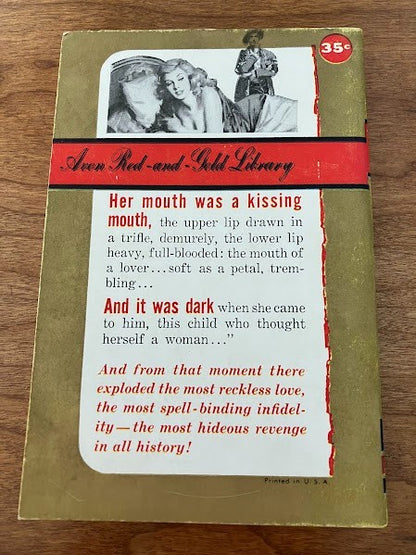 35c
Avon Red-and-Gold Library
Her mouth was a kissing
mouth, the upper lip drawn in
a trifle, demurely, the lower lip
heavy, full-blooded: the mouth of
a lover...soft as a petal, trem-
bling...
And it was dark when she came
to him, this child who thought
herself a woman..."
And from that moment there
exploded the most reckless love,
the most spell-binding infidel-
ity—the most hideous revenge
in all history!
Printed in U. S. A